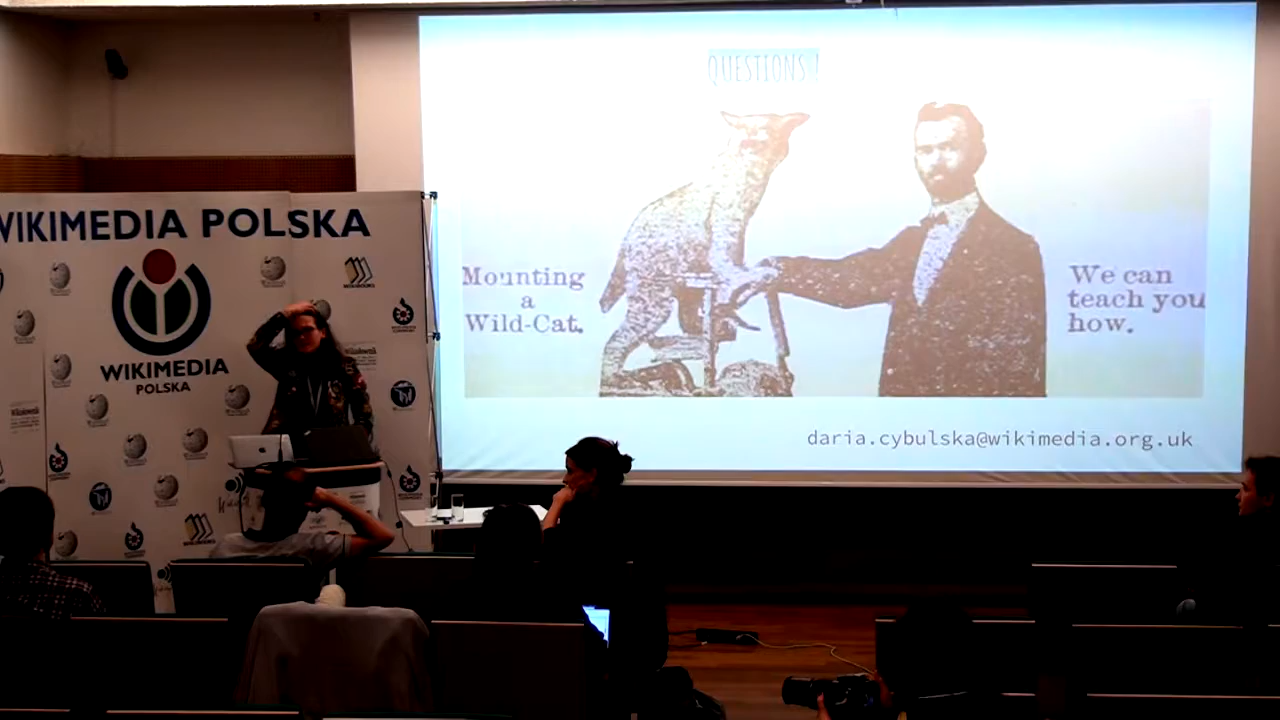 QUESTIONS !
Mounting
a
Wild-Cat.
We can
teach you
how.
daria.cybulska@wikimedia.org.uk
WIKIMEDIA POLSKA
WIKIMEDIA
POLSKA